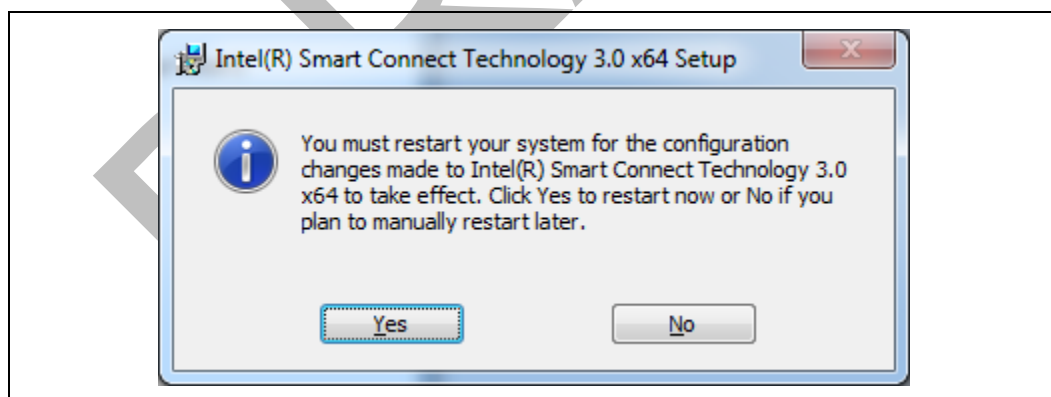 Intel(R) Smart Connect Technology 3.0 x64 Setup
You must restart your system for the configuration
changes made to Intel(R) Smart Connect Technology 3.0
x64 to take effect. Click Yes to restart now or No if you
plan to manually restart later.
Yes
No